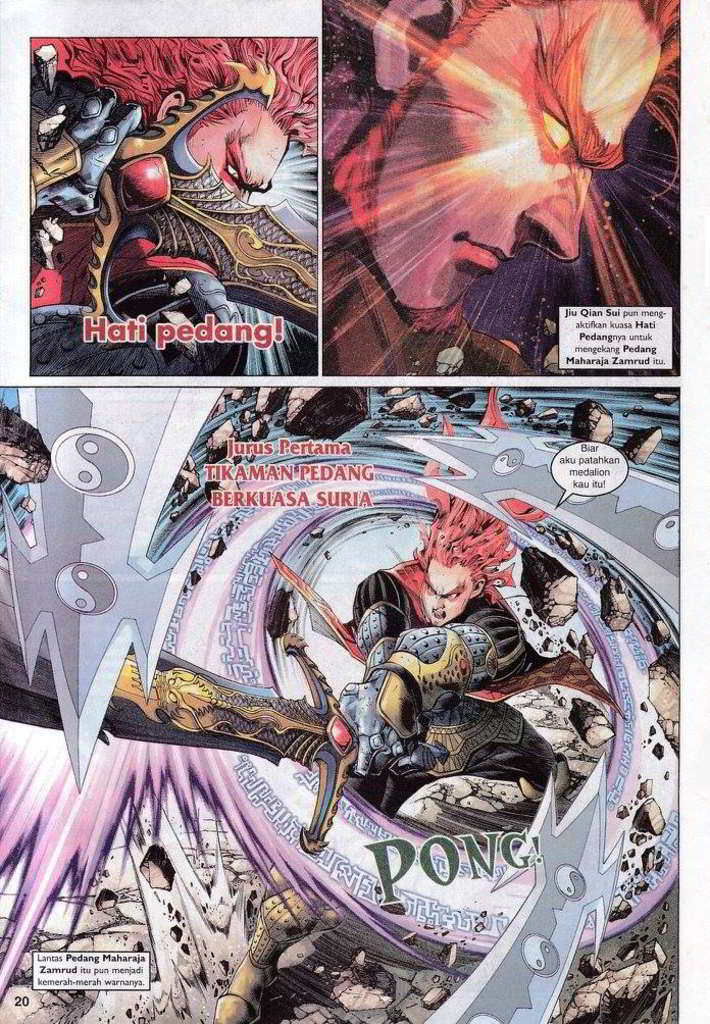 Hati pedang!
Jiu Qian Sui pun meng-
aktifkan kuasa Hati
Pedangnya untuk
mengekang Pedang
Maharaja Zamrud itu.
Jurus Pertama
TIKAMAN PEDANG
BERKUASA SURIA
Biar
aku patahkan
medalion
kau itu!
PONG!
Lantas Pedang Maharaja
Zamrud itu pun menjadi
kemerah-merah warnanya.
20